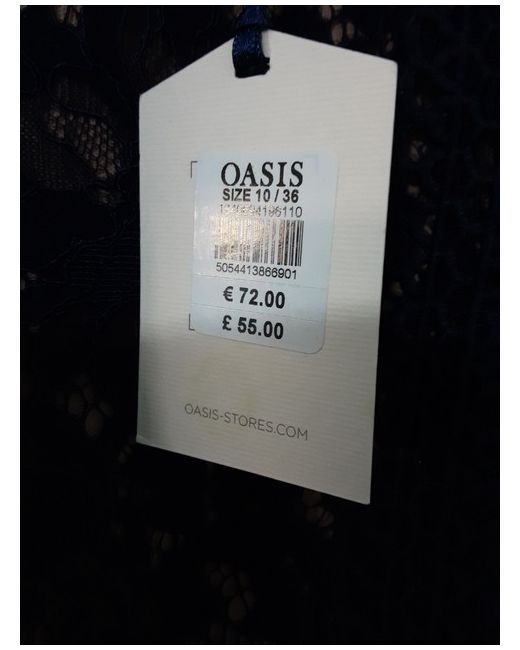 OASIS
SIZE 10 / 36
5054413866901
€ 72.00
£ 55.00
OASIS-STORES.COM